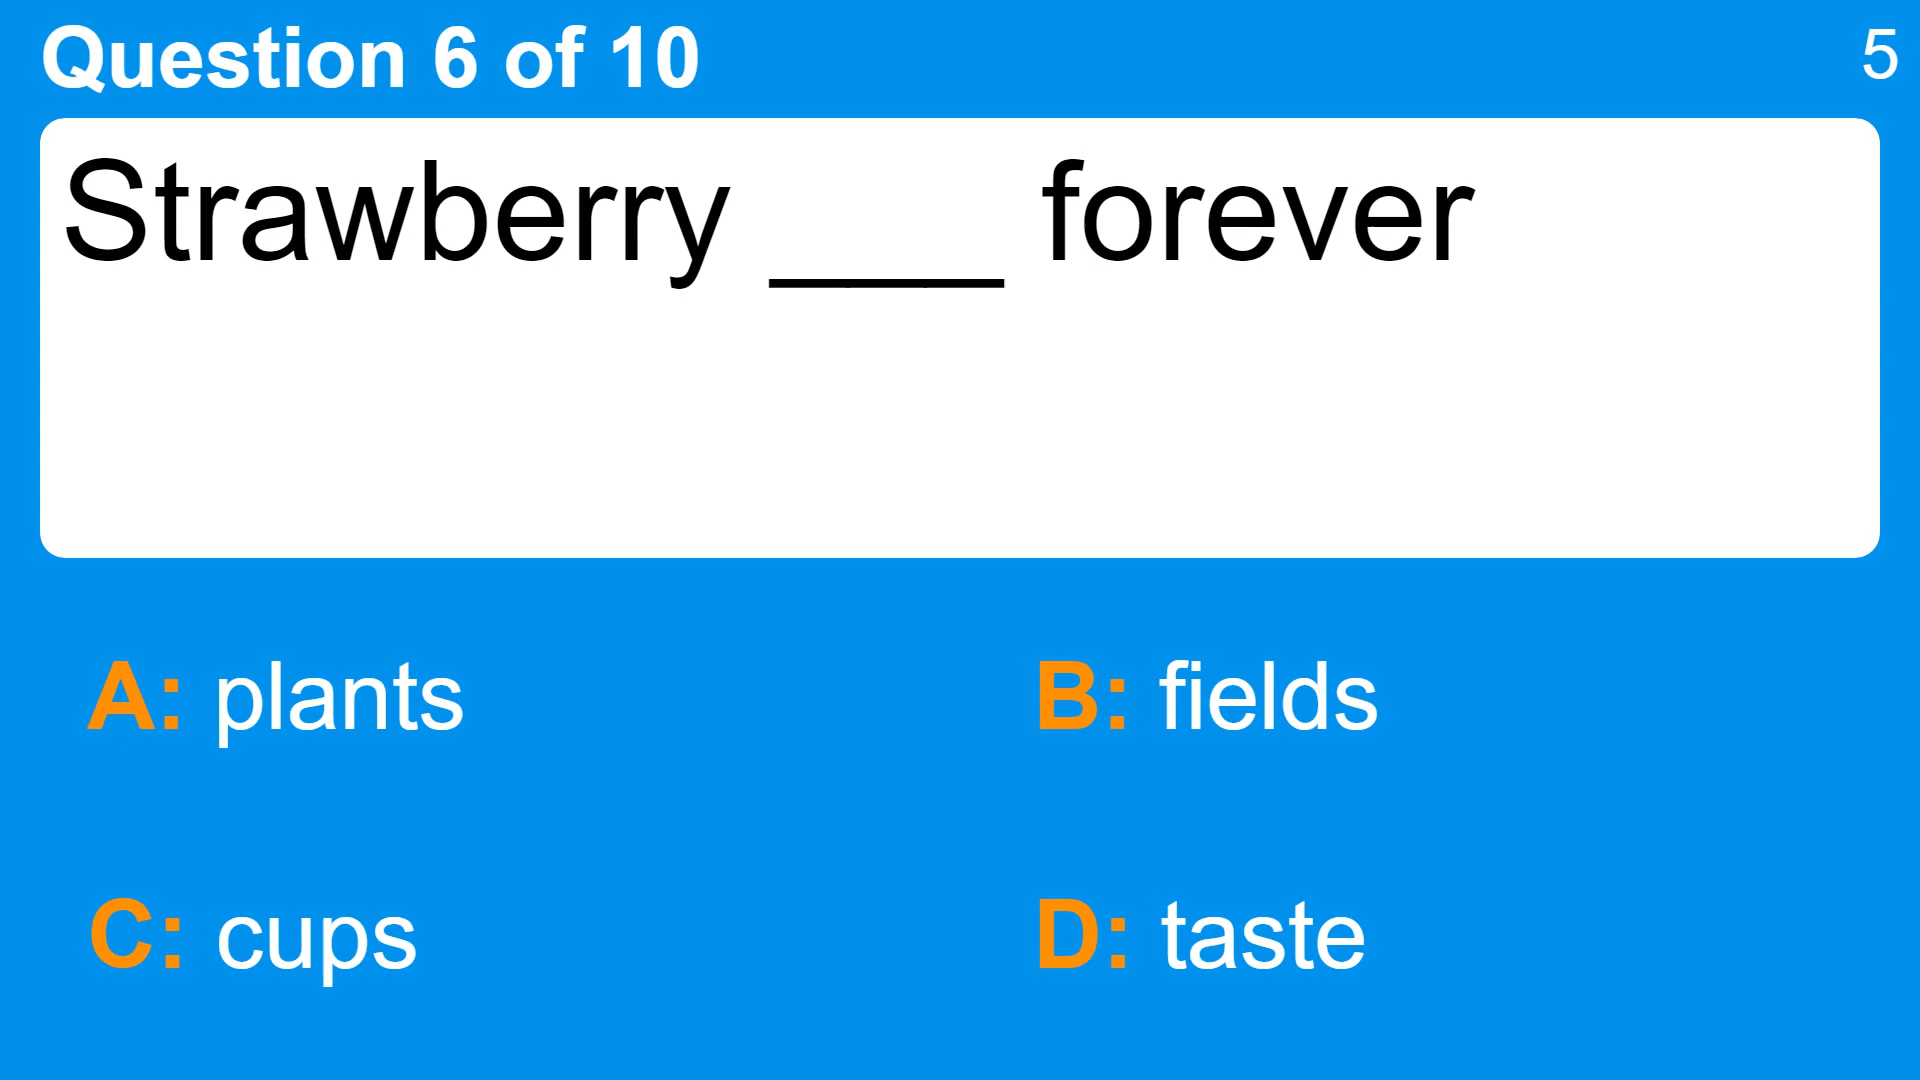 Question 6 of 10
5
Strawberry ___ forever
A: plants
B: fields
C: cups
D: taste